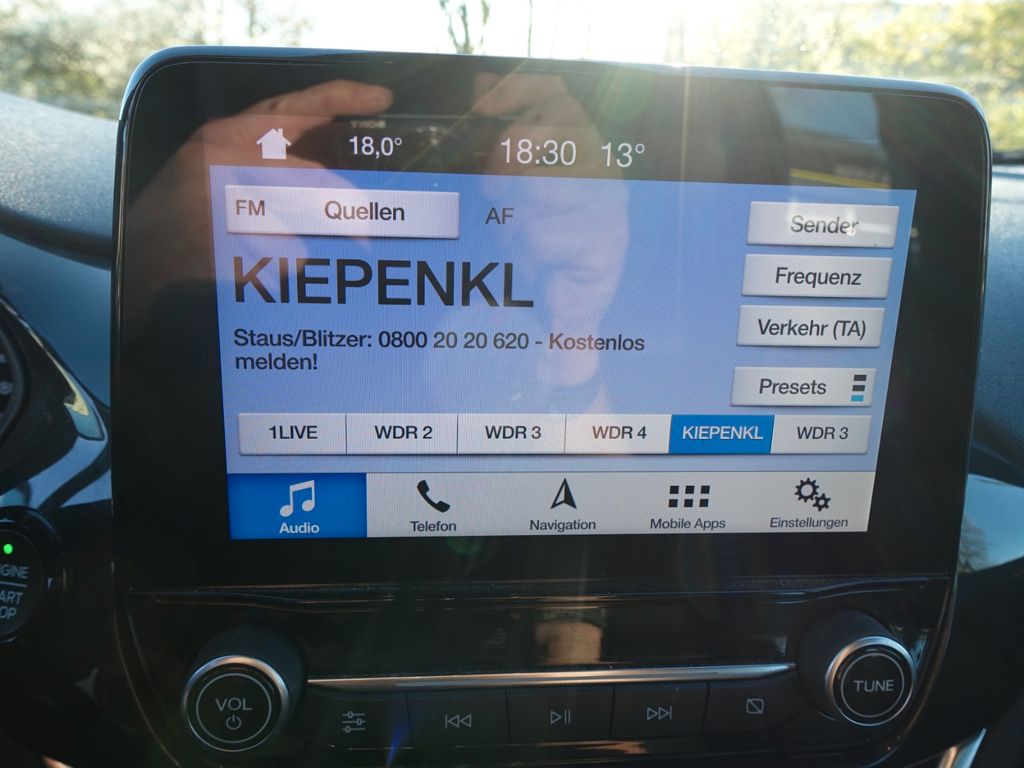 18,0° 18:30 13°
FM Quellen AF
Sender
KIEPENKL
Frequenz
Staus/Blitzer: 0800 20 20 620 - Kostenlos
melden!
Verkehr (TA)
Presets
1LIVE WDR 2 WDR 3 WDR 4 KIEPENKL WDR 3
Audio Telefon Navigation Mobile Apps Einstellungen
VOL
TUNE